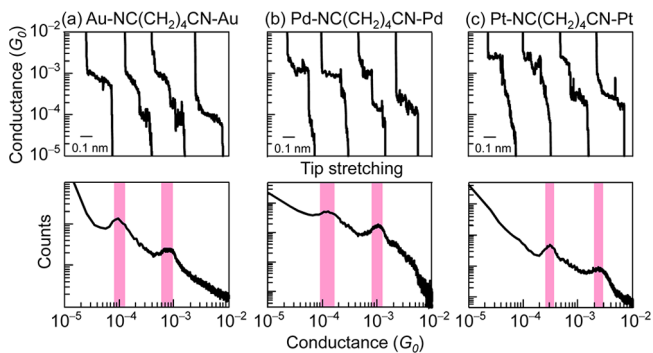 (a) Au-NC(CH2)4CN-Au
(b) Pd-NC(CH2)4CN-Pd
(c) Pt-NC(CH2)4CN-Pt
Conductance (G0)
10−2
10−3
10−4
10−5
0.1 nm
0.1 nm
0.1 nm
Tip stretching
Counts
10−5 10−4 10−3 10−2
10−5 10−4 10−3 10−2
10−5 10−4 10−3 10−2
Conductance (G0)